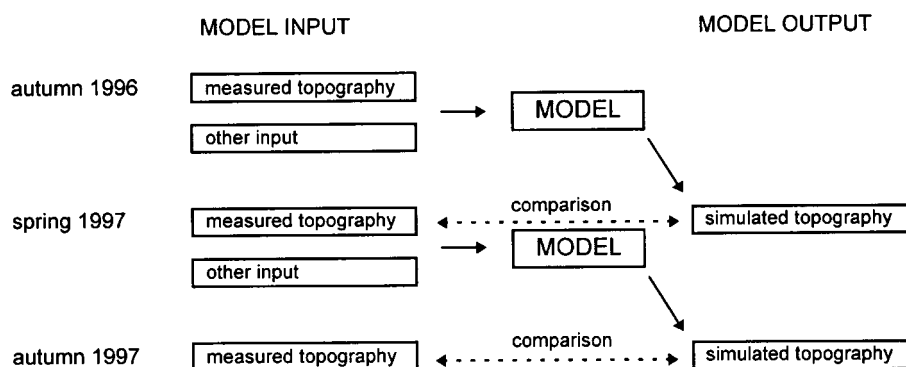 MODEL INPUT
MODEL OUTPUT
autumn 1996
measured topography
other input
MODEL
spring 1997
measured topography
comparison
simulated topography
other input
MODEL
autumn 1997
measured topography
comparison
simulated topography